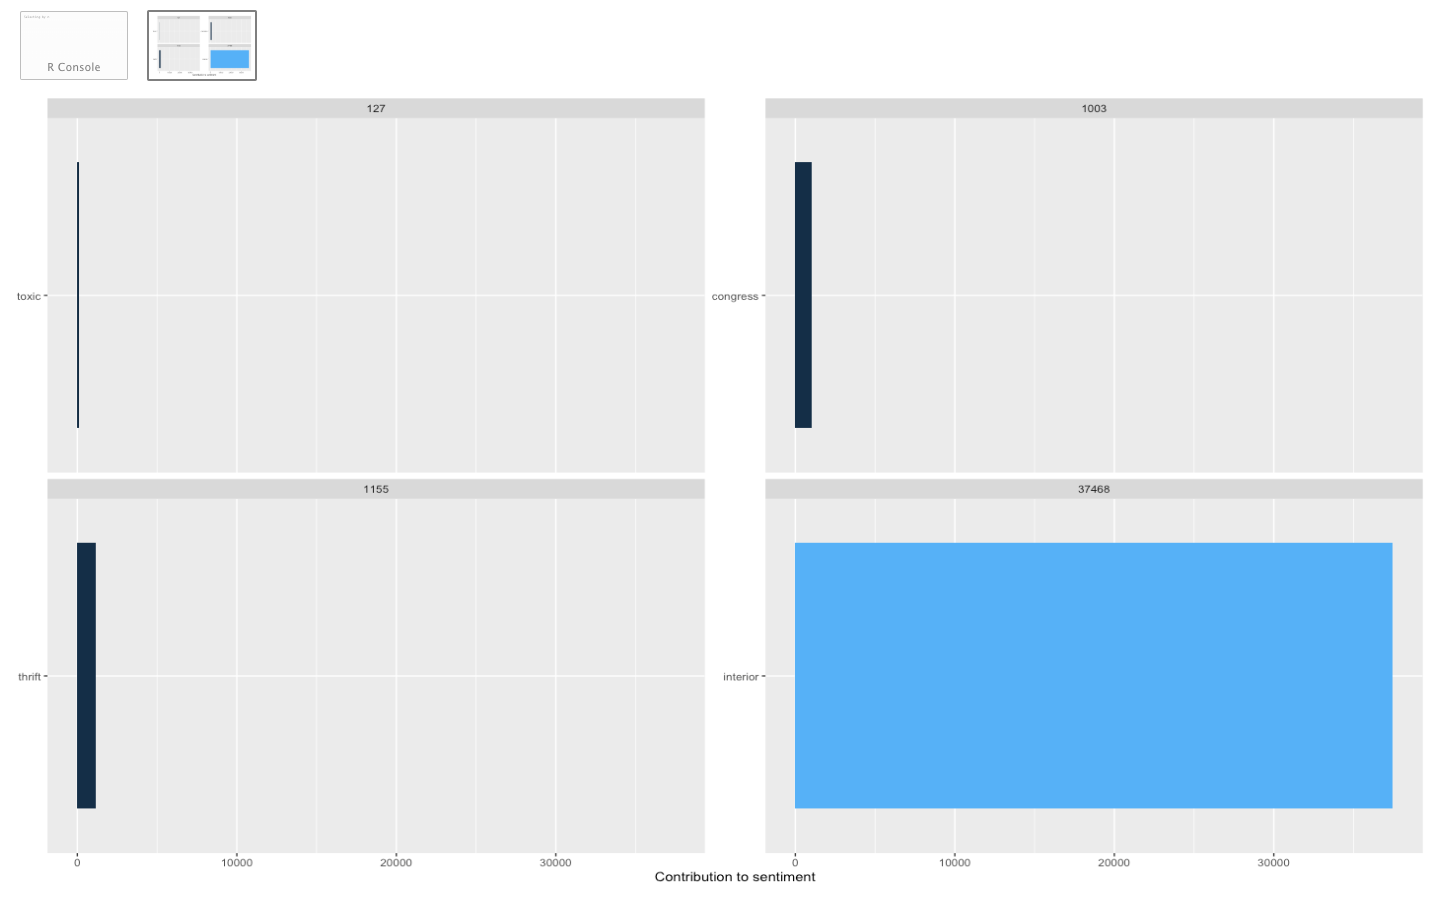 R Console
127
1003
toxic
congress
1155
37468
thrift
interior
0 10000 20000 30000
0 10000 20000 30000
Contribution to sentiment